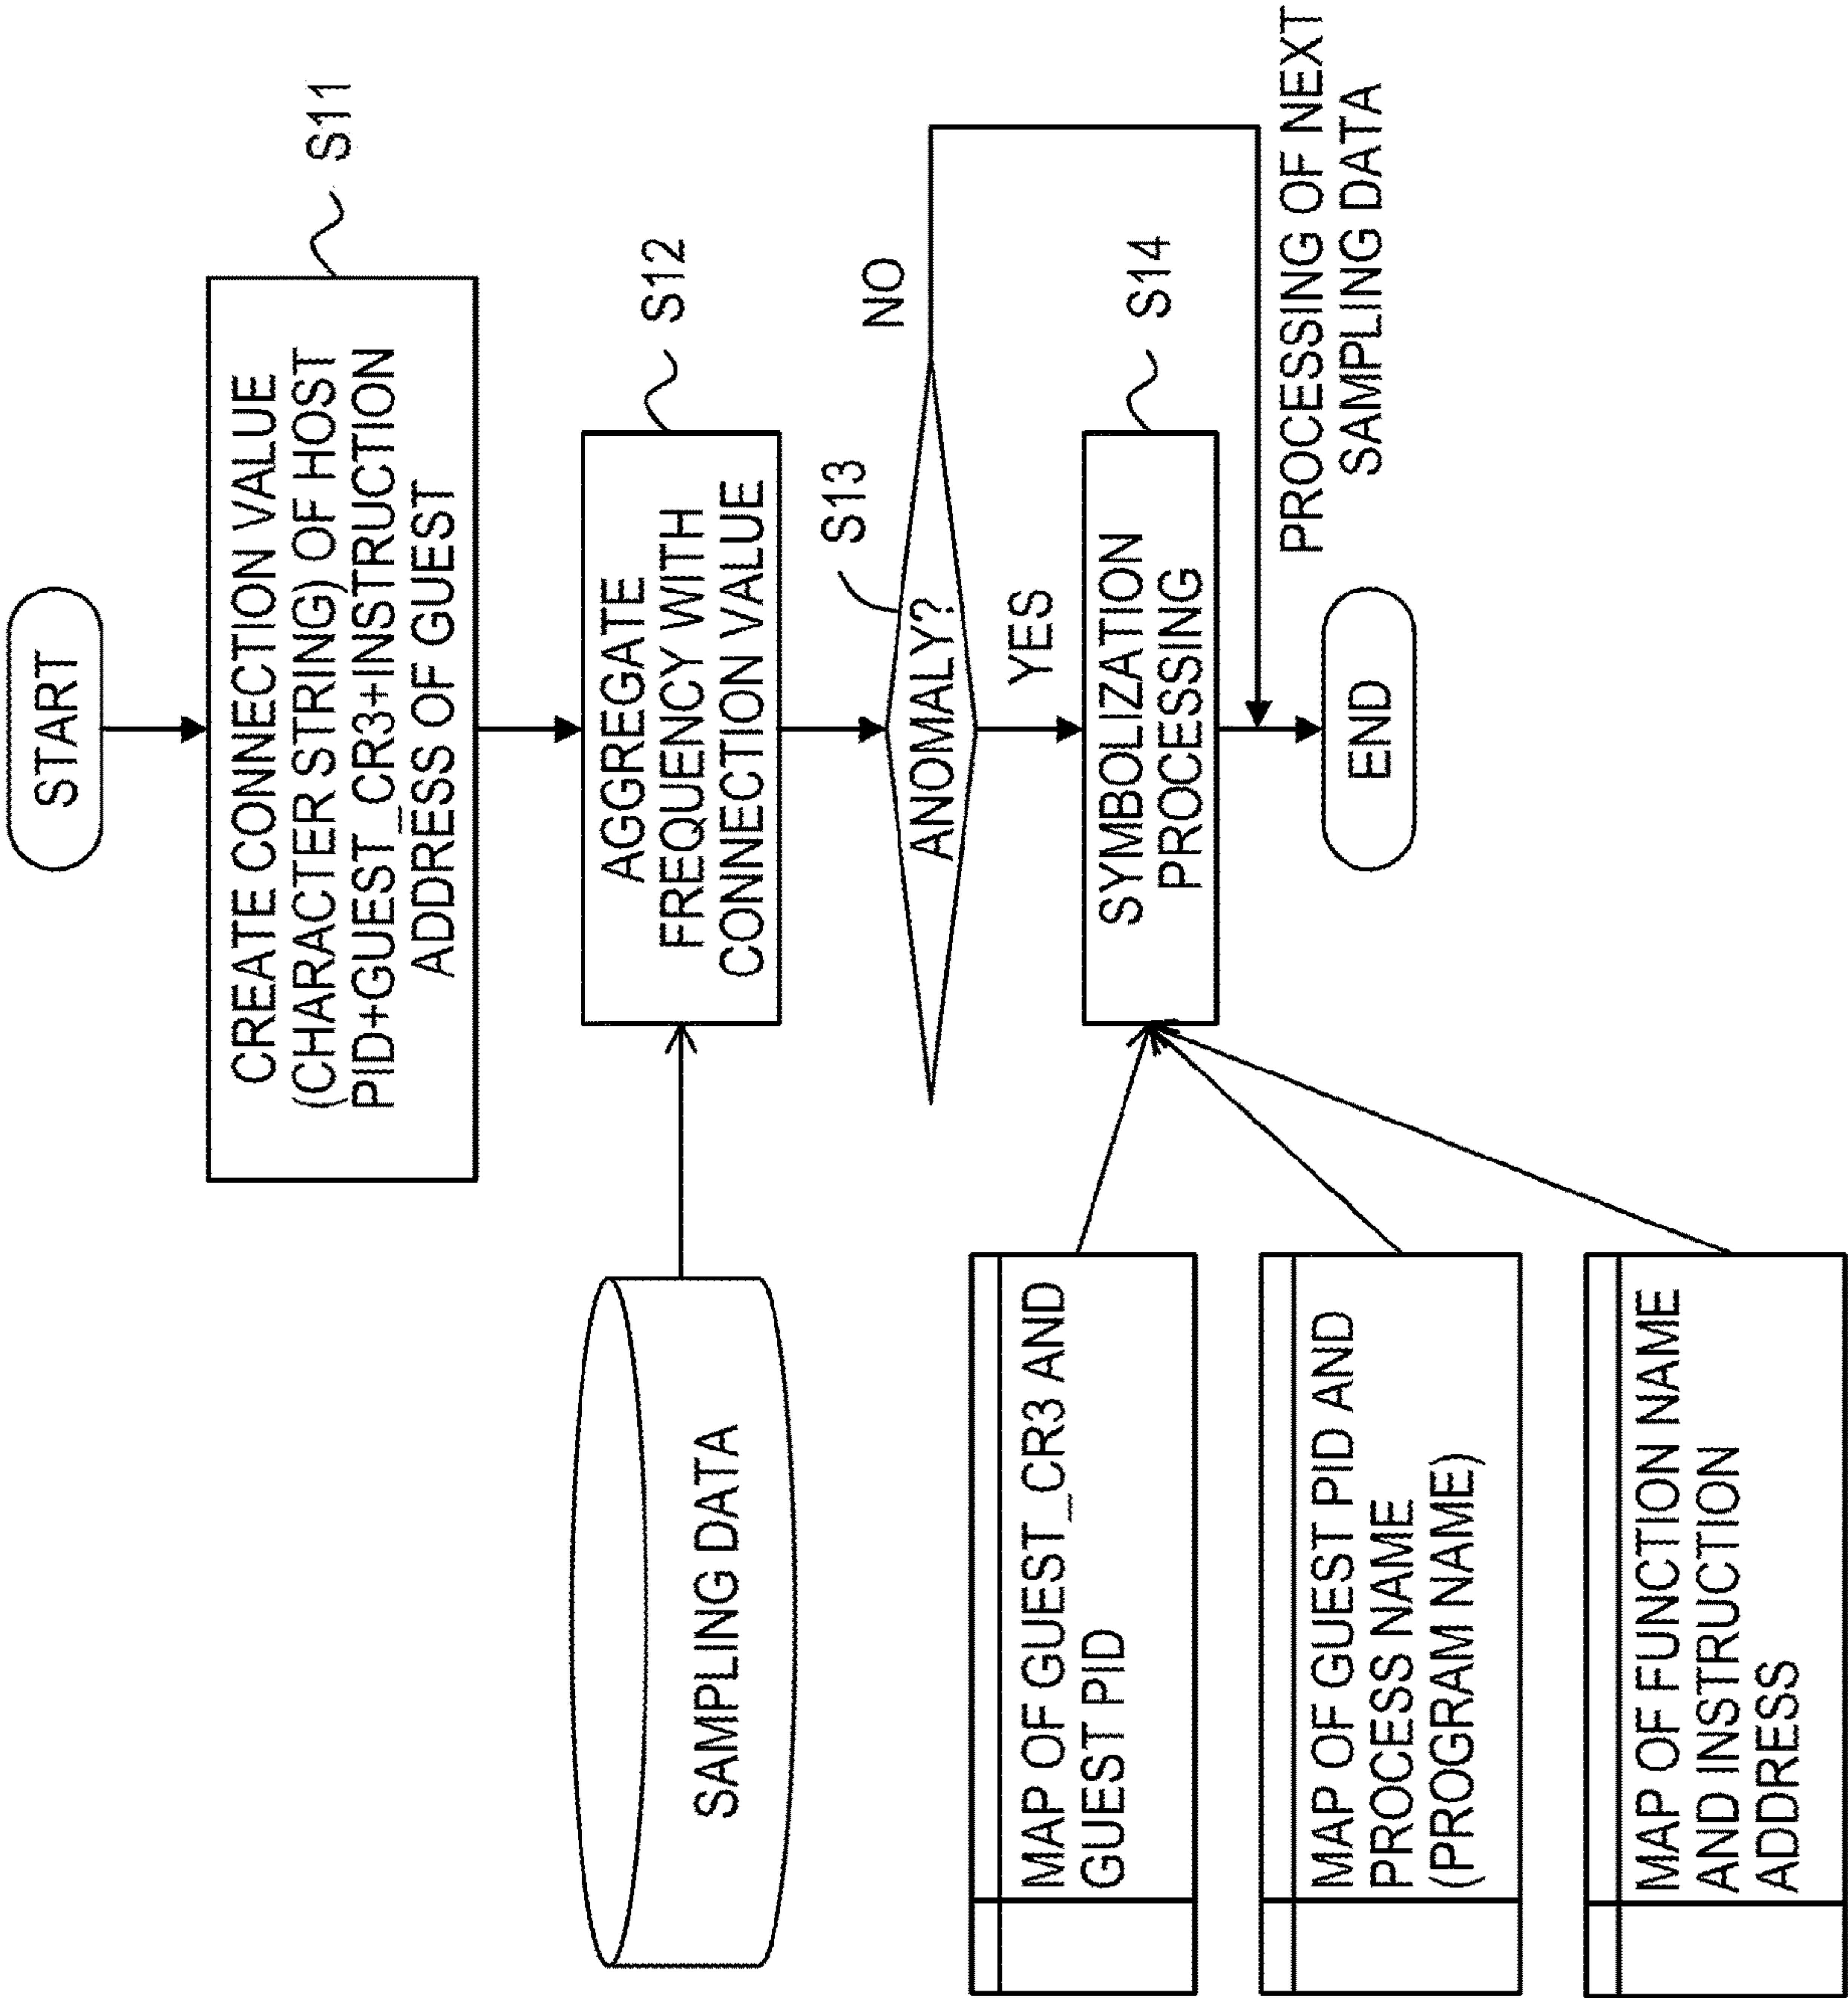 START
CREATE CONNECTION VALUE
(CHARACTER STRING) OF HOST
PID+GUEST_CR3+INSTRUCTION
ADDRESS OF GUEST
S11
SAMPLING DATA
AGGREGATE
FREQUENCY WITH
CONNECTION VALUE
S12
S13
ANOMALY?
NO
YES
MAP OF GUEST_CR3 AND
GUEST PID
MAP OF GUEST PID AND
PROCESS NAME
(PROGRAM NAME)
MAP OF FUNCTION NAME
AND INSTRUCTION
ADDRESS
SYMBOLIZATION
PROCESSING
S14
PROCESSING OF NEXT
SAMPLING DATA
END